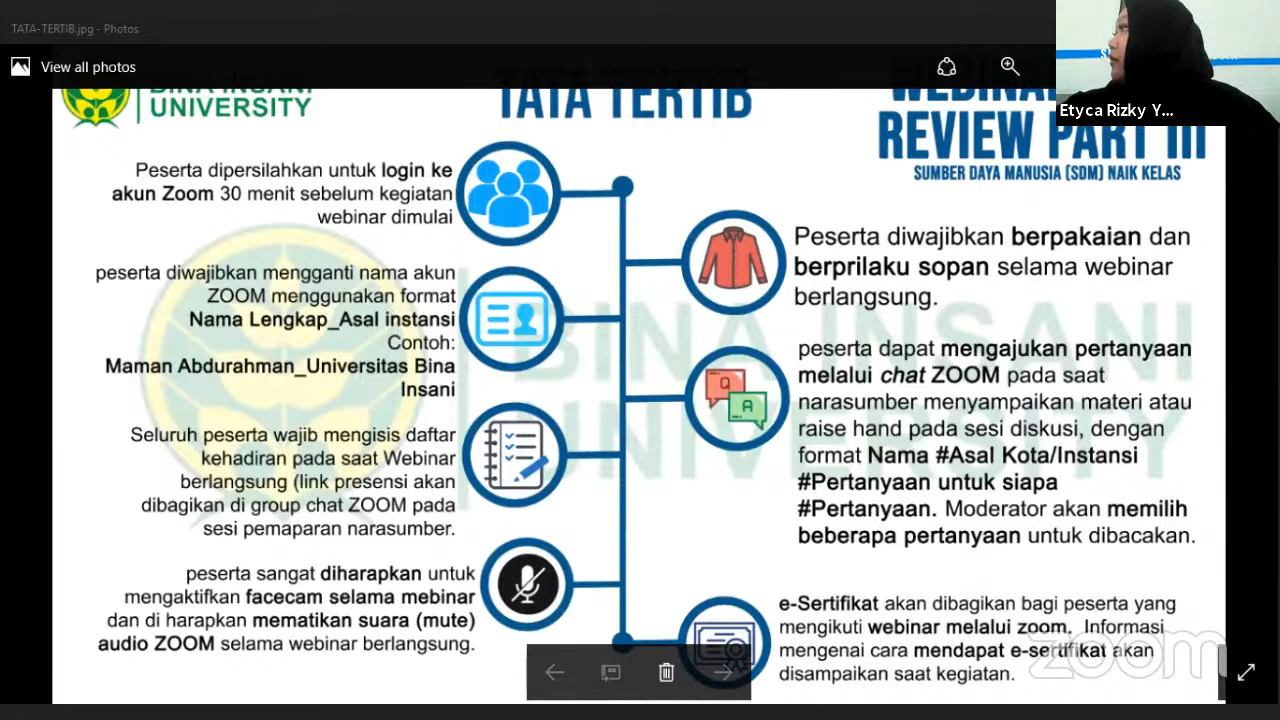 TATA-TERTIB.jpg - Photos
View all photos
Etyca Rizky Y...
BINA INSANI
UNIVERSITY
TATA TERTIB
WEBINAR
REVIEW PART III
SUMBER DAYA MANUSIA (SDM) NAIK KELAS
Peserta dipersilahkan untuk login ke
akun Zoom 30 menit sebelum kegiatan
webinar dimulai
peserta diwajibkan mengganti nama akun
ZOOM menggunakan format
Nama Lengkap_Asal instansi
Contoh:
Maman Abdurahman_Universitas Bina
Insani
Seluruh peserta wajib mengisis daftar
kehadiran pada saat Webinar
berlangsung (link presensi akan
dibagikan di group chat ZOOM pada
sesi pemaparan narasumber.
peserta sangat diharapkan untuk
mengaktifkan facecam selama mebinar
dan di harapkan mematikan suara (mute)
audio ZOOM selama webinar berlangsung.
Peserta diwajibkan berpakaian dan
berprilaku sopan selama webinar
berlangsung.
Q
A
peserta dapat mengajukan pertanyaan
melalui chat ZOOM pada saat
narasumber menyampaikan materi atau
raise hand pada sesi diskusi, dengan
format Nama #Asal Kota/Instansi
#Pertanyaan untuk siapa
#Pertanyaan. Moderator akan memilih
beberapa pertanyaan untuk dibacakan.
e-Sertifikat akan dibagikan bagi peserta yang
mengikuti webinar melalui zoom. Informasi
mengenai cara mendapat e-sertifikat akan
disampaikan saat kegiatan.
BINA INSANI
UNIVERSITY
zoom